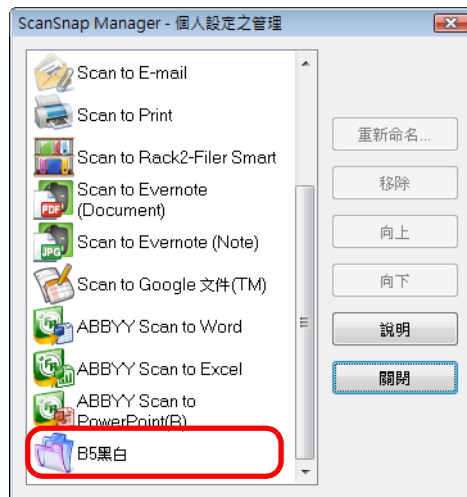 ScanSnap Manager - 個人設定之管理
Scan to E-mail
Scan to Print
Scan to Rack2-Filer Smart
Scan to Evernote
(Document)
Scan to Evernote (Note)
Scan to Google 文件(TM)
ABBYY Scan to Word
ABBYY Scan to Excel
ABBYY Scan to
PowerPoint(R)
B5黑白
重新命名...
移除
向上
向下
說明
關閉
PDF
JPG